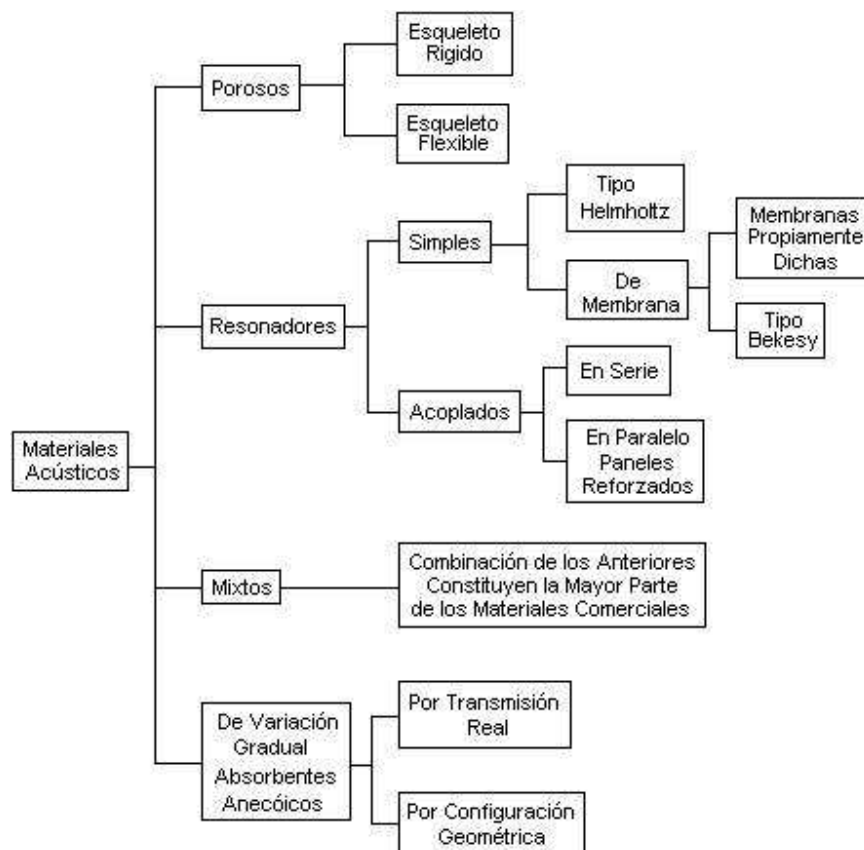 Materiales
Acústicos
Porosos
Esqueleto
Rigido
Esqueleto
Flexible
Resonadores
Simples
Tipo
Helmholtz
De
Membrana
Membranas
Propiamente
Dichas
Tipo
Bekesy
Acoplados
En Serie
En Paralelo
Paneles
Reforzados
Mixtos
Combinación de los Anteriores
Constituyen la Mayor Parte
de los Materiales Comerciales
De Variación
Gradual
Absorbentes
Anecóicos
Por Transmisión
Real
Por Configuración
Geométrica